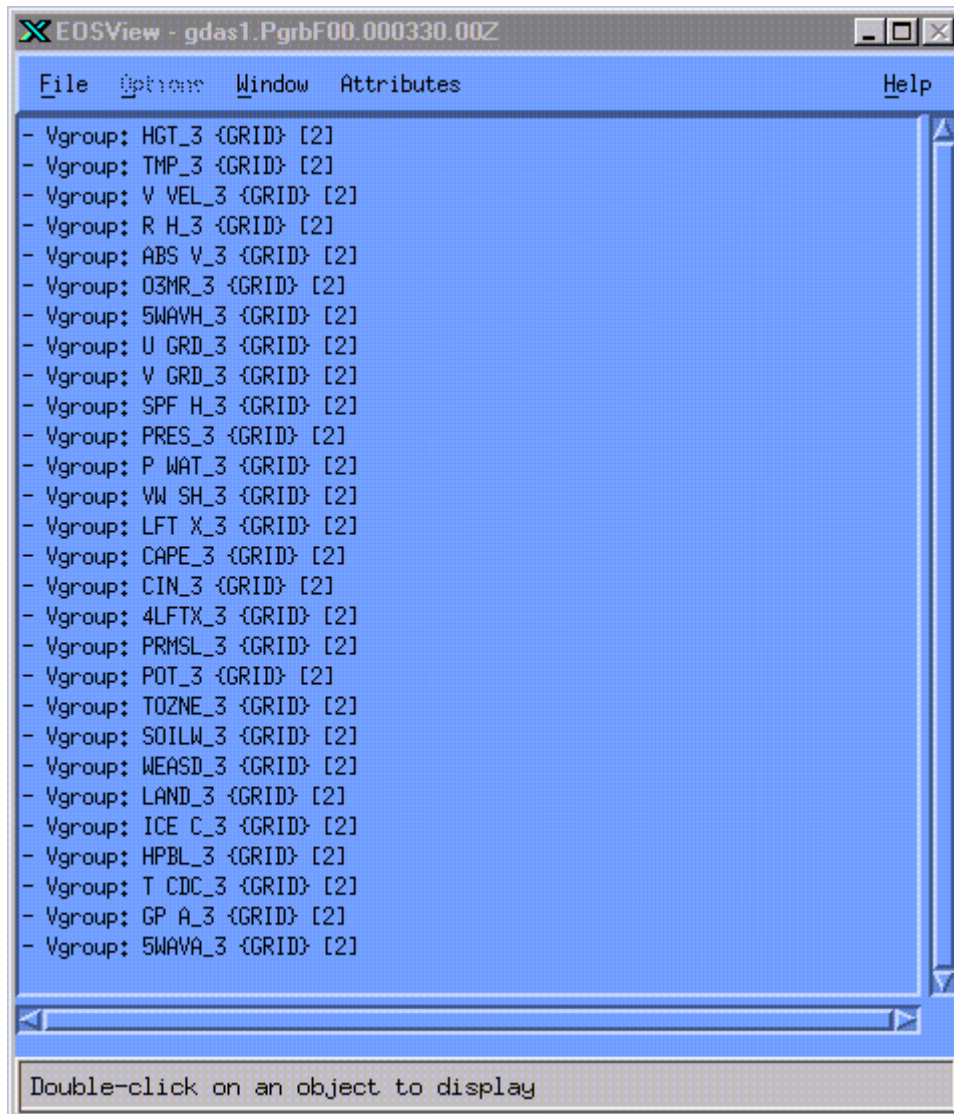 EOSView - gdas1.PgrbF00.000330.00Z
File Options Window Attributes Help
- Vgroup: HGT_3 {GRID} [2]
- Vgroup: TMP_3 {GRID} [2]
- Vgroup: V VEL_3 {GRID} [2]
- Vgroup: R H_3 {GRID} [2]
- Vgroup: ABS V_3 {GRID} [2]
- Vgroup: O3MR_3 {GRID} [2]
- Vgroup: 5WAVH_3 {GRID} [2]
- Vgroup: U GRD_3 {GRID} [2]
- Vgroup: V GRD_3 {GRID} [2]
- Vgroup: SPF H_3 {GRID} [2]
- Vgroup: PRES_3 {GRID} [2]
- Vgroup: P WAT_3 {GRID} [2]
- Vgroup: VW SH_3 {GRID} [2]
- Vgroup: LFT X_3 {GRID} [2]
- Vgroup: CAPE_3 {GRID} [2]
- Vgroup: CIN_3 {GRID} [2]
- Vgroup: 4LFTX_3 {GRID} [2]
- Vgroup: PRMSL_3 {GRID} [2]
- Vgroup: POT_3 {GRID} [2]
- Vgroup: TOZNE_3 {GRID} [2]
- Vgroup: SOILW_3 {GRID} [2]
- Vgroup: WEASD_3 {GRID} [2]
- Vgroup: LAND_3 {GRID} [2]
- Vgroup: ICE C_3 {GRID} [2]
- Vgroup: HPBL_3 {GRID} [2]
- Vgroup: T CDC_3 {GRID} [2]
- Vgroup: GP A_3 {GRID} [2]
- Vgroup: 5WAVA_3 {GRID} [2]
Double-click on an object to display